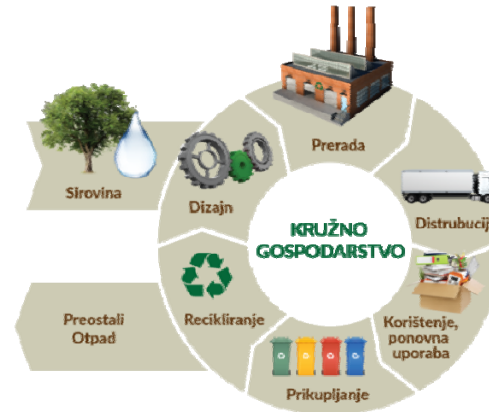 Prerada
Sirovina
Dizajn
Distrubucij
KRUŽNO
GOSPODARSTVO
Preostali
Otpad
Recikliranje
Korištenje,
ponovna
uporaba
Prikupljanje